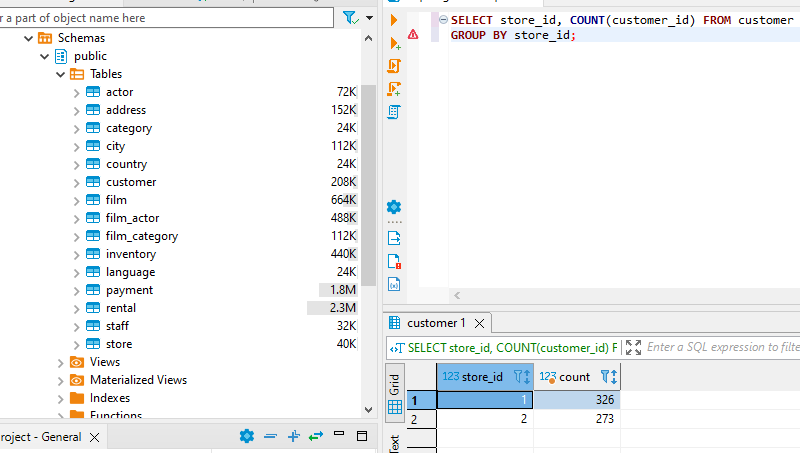 r a part of object name here
Schemas
public
Tables
actor 72K
address 152K
category 24K
city 112K
country 24K
customer 208K
film 664K
film_actor 488K
film_category 112K
inventory 440K
language 24K
payment 1.8M
rental 2.3M
staff 32K
store 40K
Views
Materialized Views
Indexes
Functions
roject - General
SELECT store_id, COUNT(customer_id) FROM customer
GROUP BY store_id;
customer 1
SELECT store_id, COUNT(customer_id) F
Enter a SQL expression to filte
Grid
Text
123 store_id 123 count
1 1 326
2 2 273